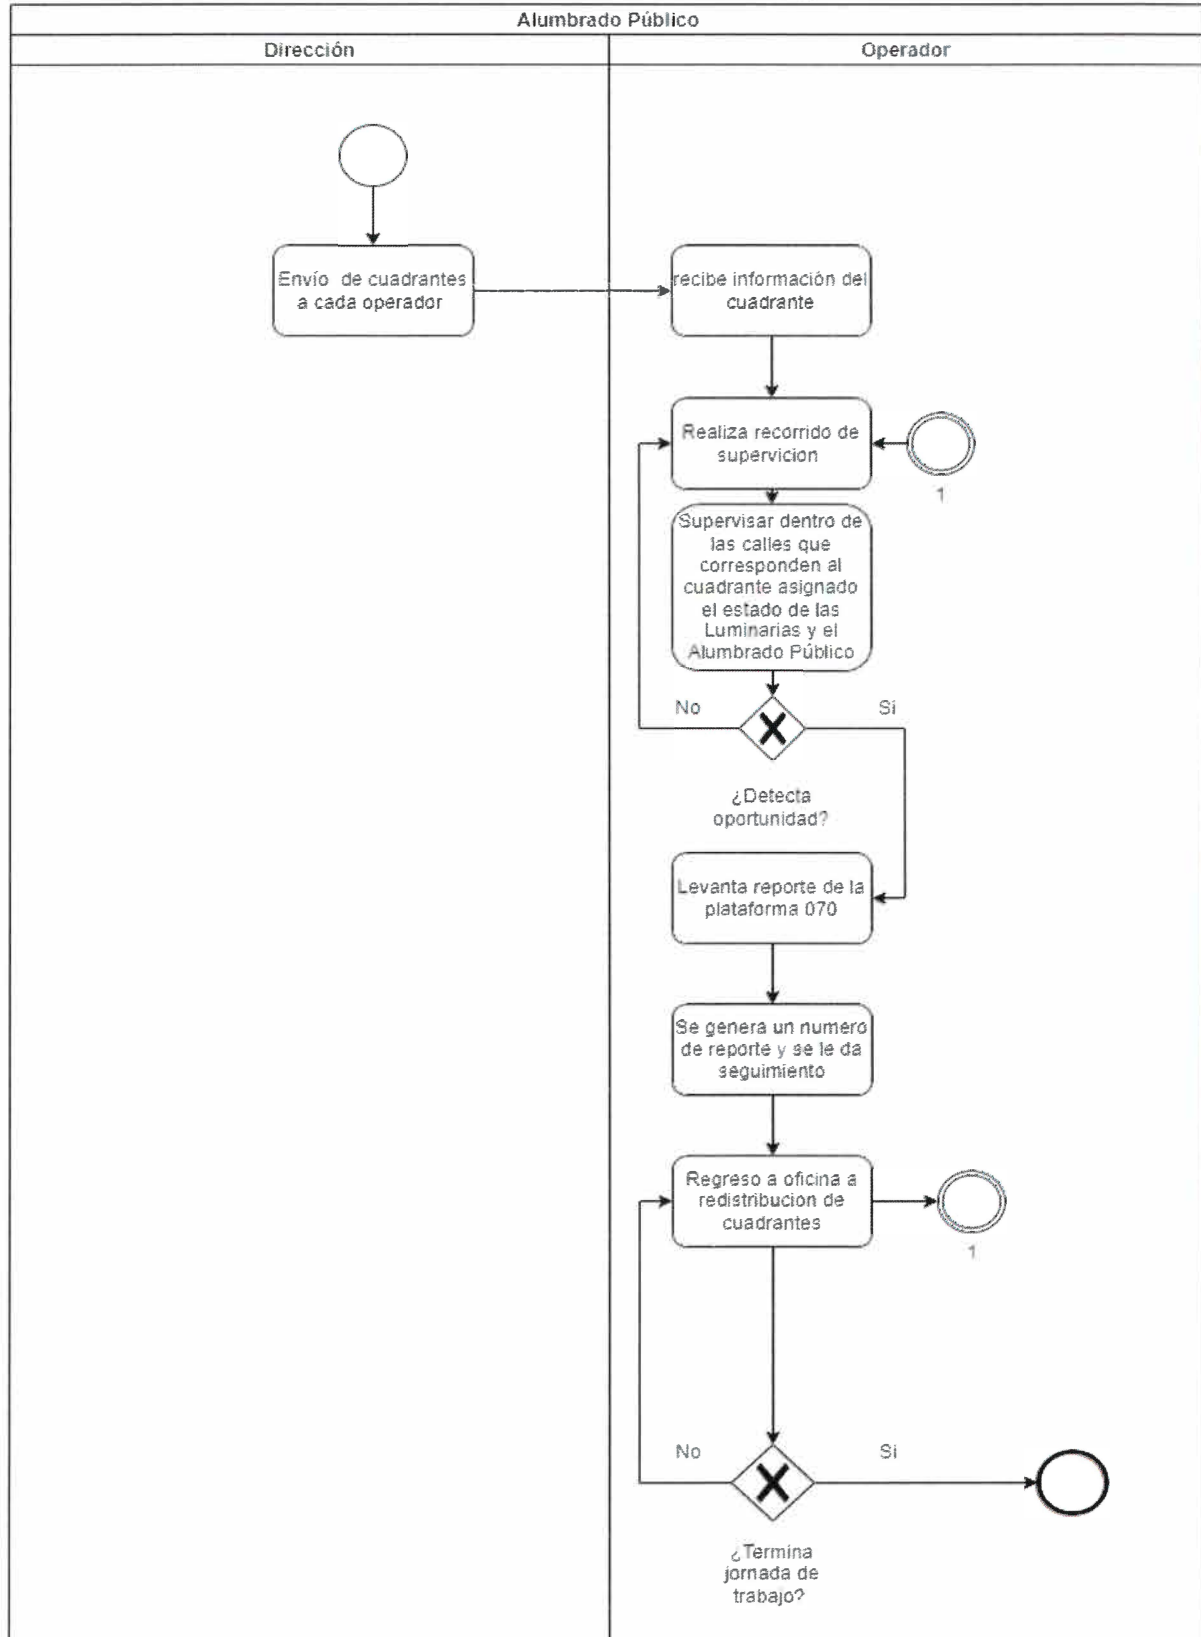 Alumbrado Público
Dirección
Operador
Envío de cuadrantes
a cada operador
recibe información del
cuadrante
Realiza recorrido de
supervicion
1
Supervisar dentro de
las calles que
corresponden al
cuadrante asignado
el estado de las
Luminarias y el
Alumbrado Público
No
Si
¿Detecta
oportunidad?
Levanta reporte de la
plataforma 070
Se genera un numero
de reporte y se le da
seguimiento
Regreso a oficina a
redistribucion de
cuadrantes
1
No
Si
¿Termina
jornada de
trabajo?